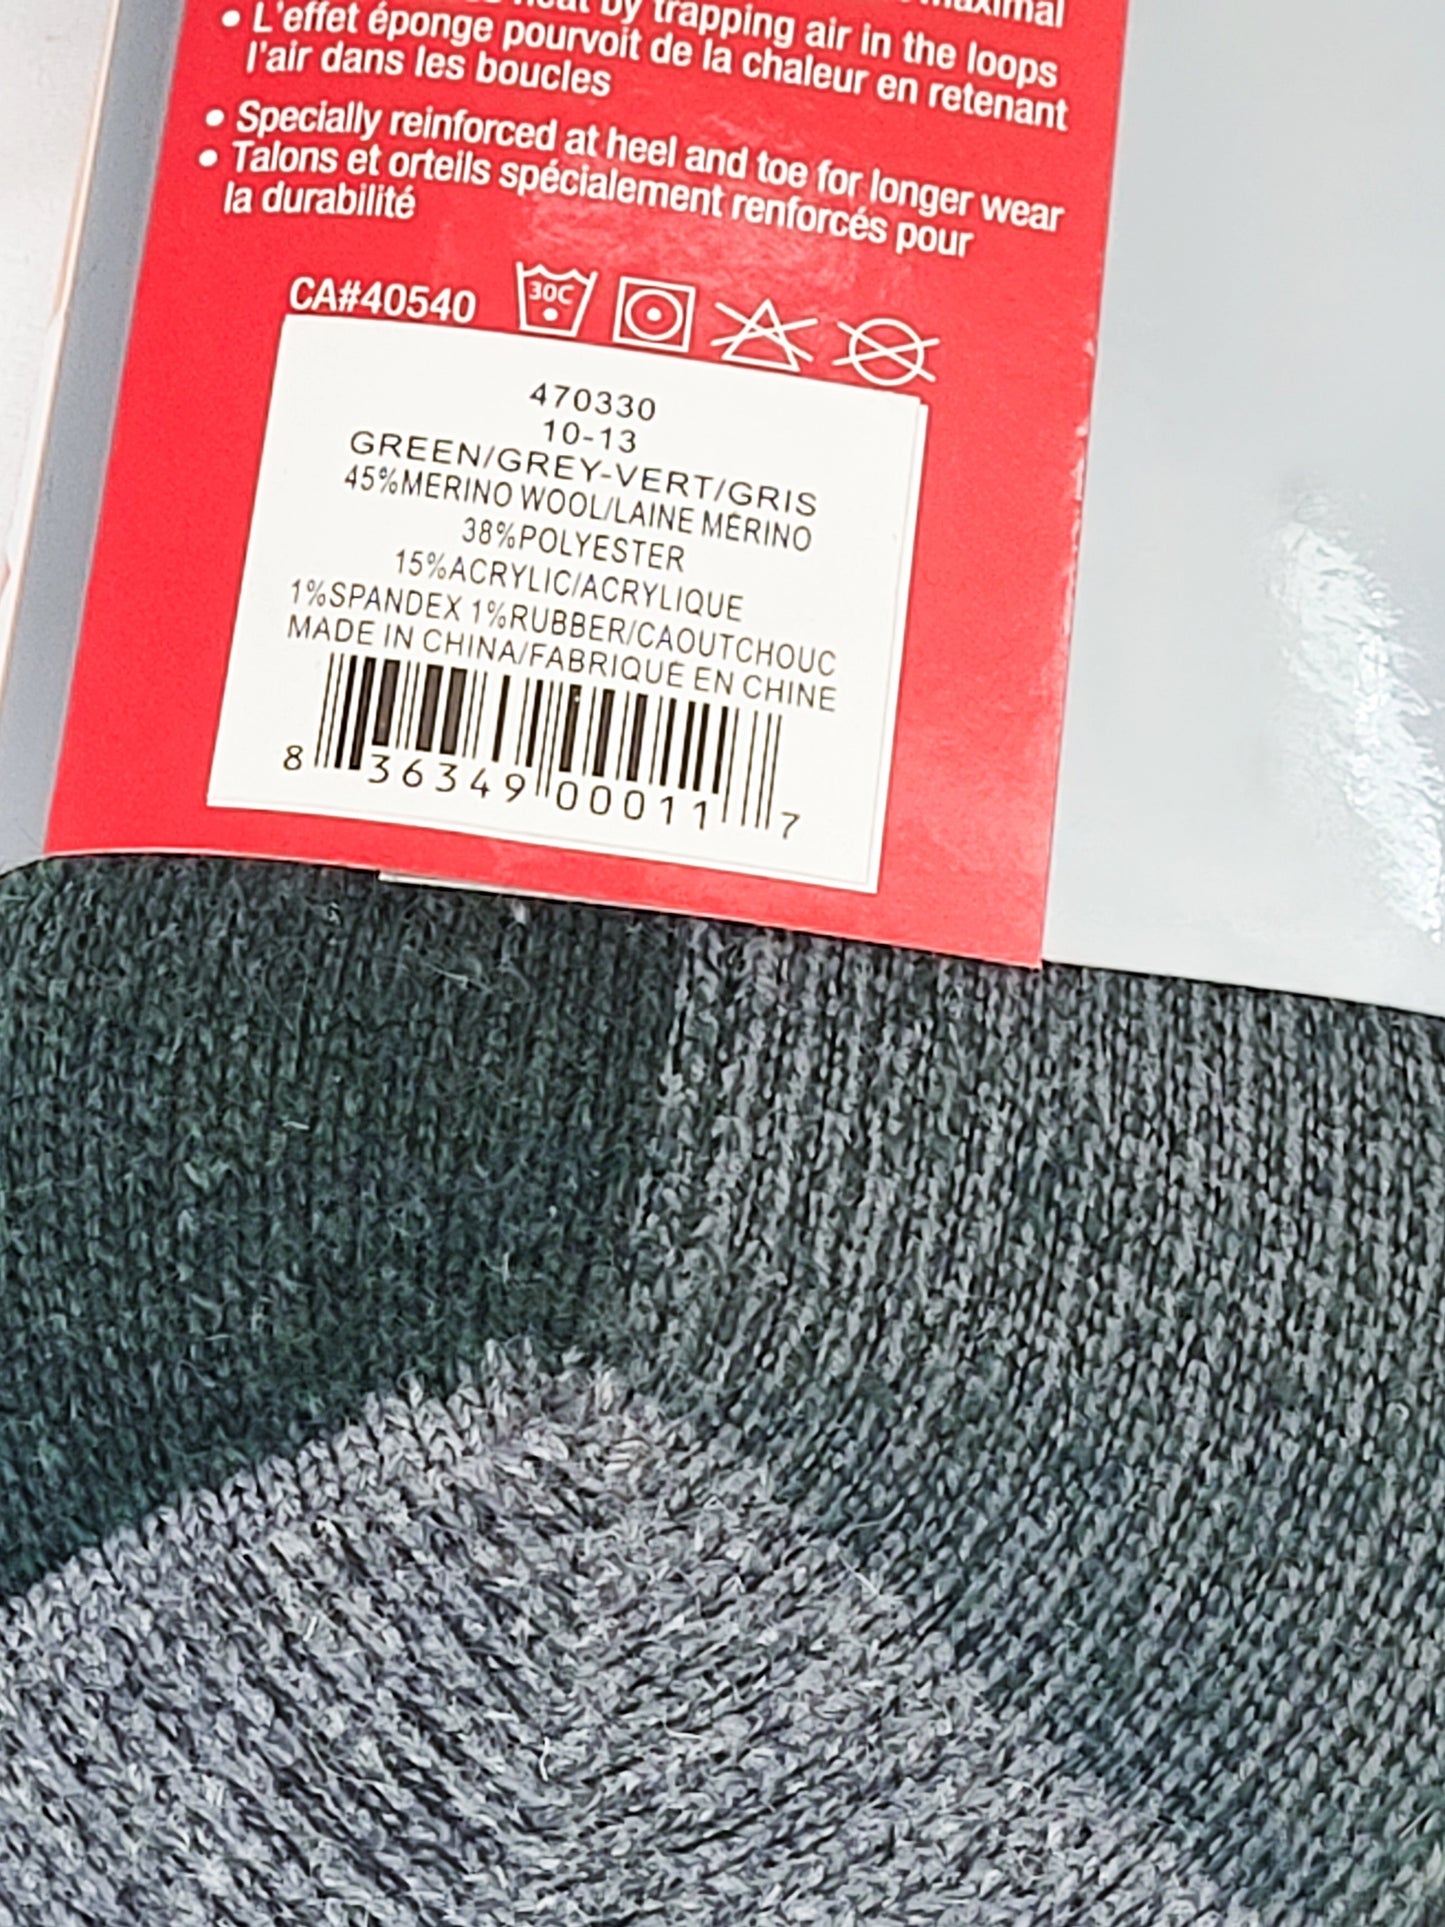 maximal
heat by trapping air in the loops
• L'effet éponge pourvoit de la chaleur en retenant
l'air dans les boucles
• Specially reinforced at heel and toe for longer wear
• Talons et orteils spécialement renforcés pour
la durabilité
CA#40540
30C
470330
10-13
GREEN/GREY-VERT/GRIS
45%MERINO WOOL/LAINE MÉRINO
38%POLYESTER
15%ACRYLIC/ACRYLIQUE
1%SPANDEX 1%RUBBER/CAOUTCHOUC
MADE IN CHINA/FABRIQUÉ EN CHINE
8 36349 00011 7